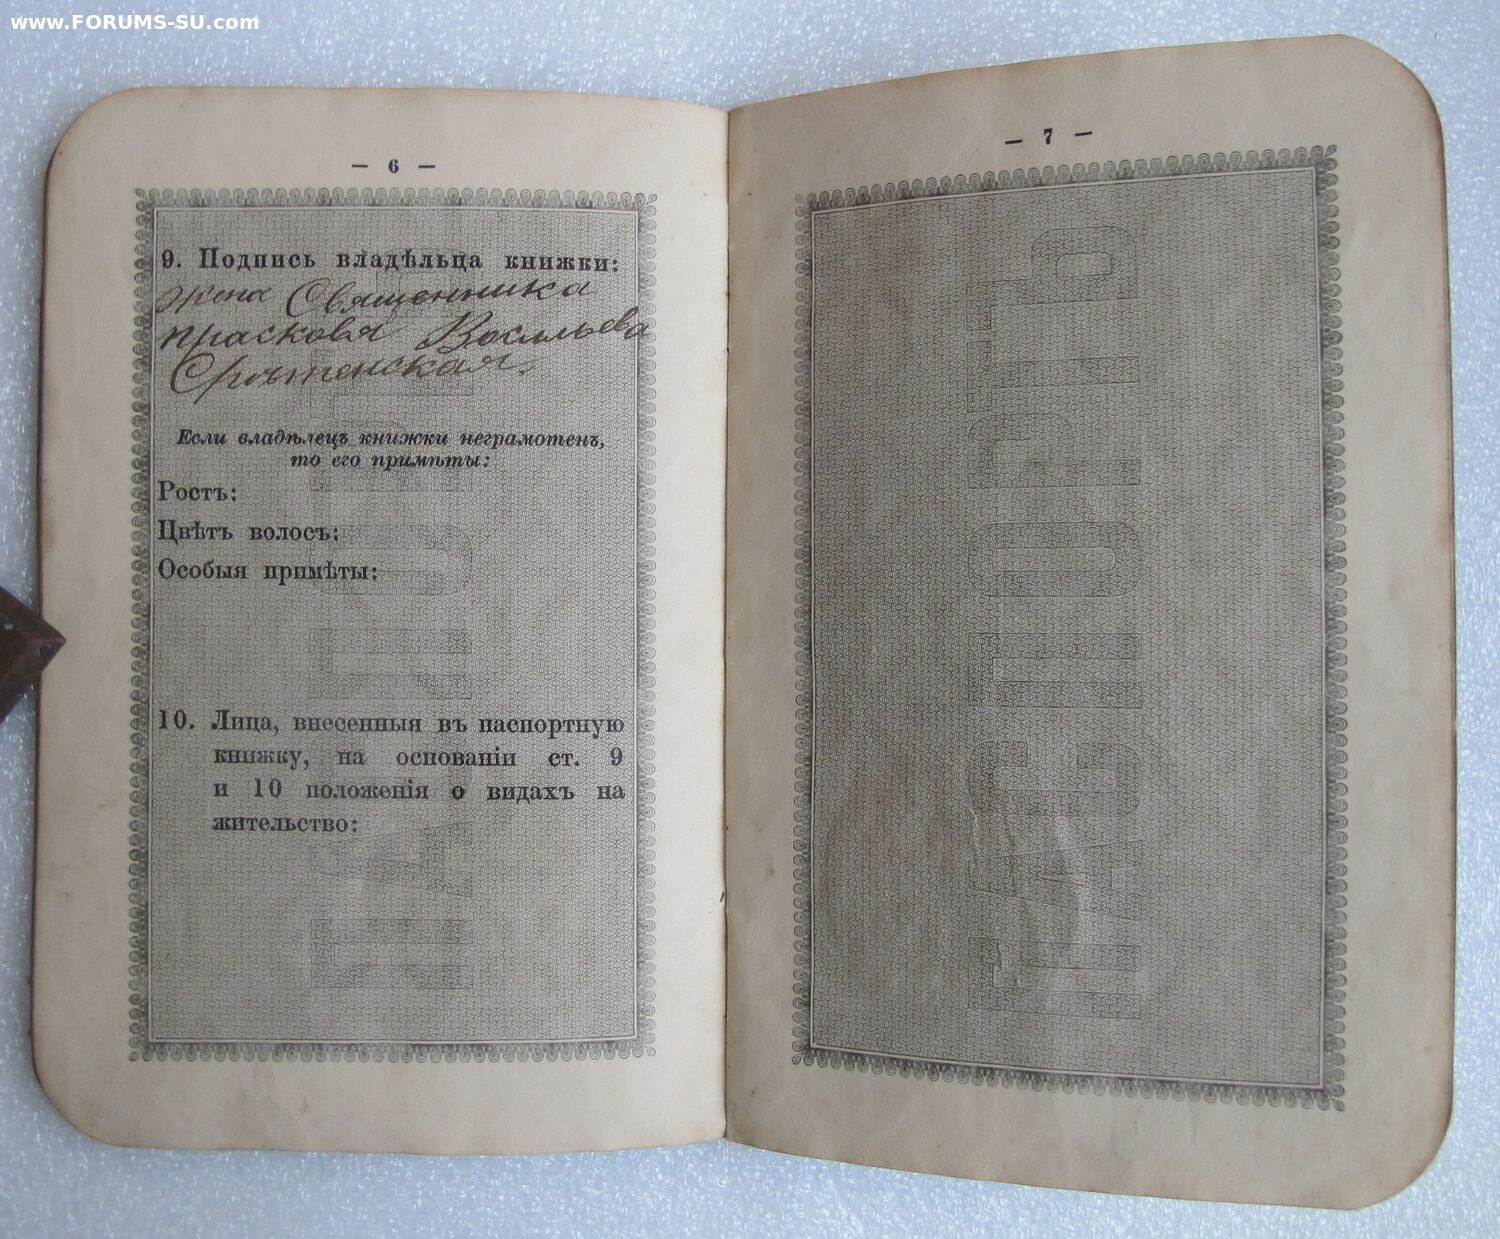 www.FORUMS-SU.com
— 6 —
9. Подпись владѣльца книжки:
жена Священника
прасковя Васильева
Срѣтенская.
Если владѣлецъ книжки неграмотенъ,
то его примѣты:
Ростъ:
Цвѣтъ волосъ:
Особыя примѣты:
10. Лица, внесенныя въ паспортную
книжку, на основаніи ст. 9
и 10 положенія о видахъ на
жительство:
— 7 —
ПАСПОРТЪ